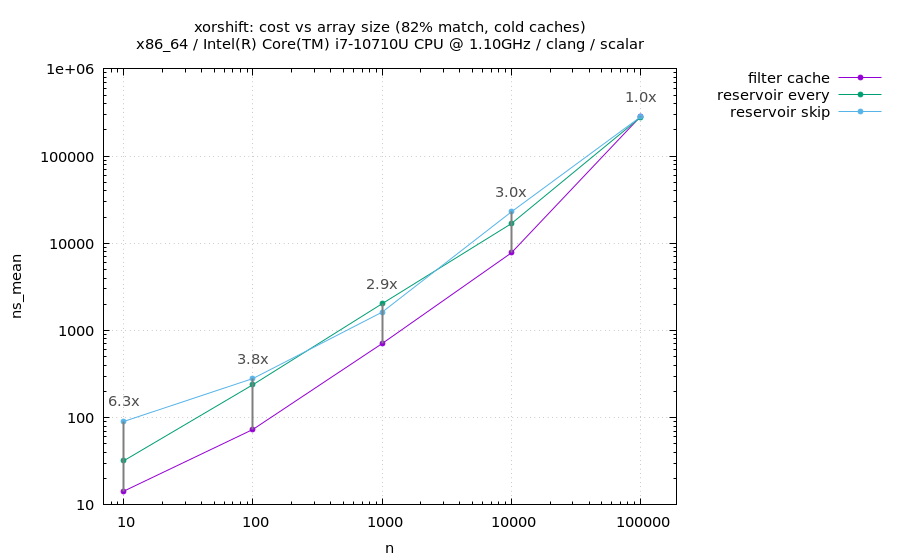 xorshift: cost vs array size (82% match, cold caches)
x86_64 / Intel(R) Core(TM) i7-10710U CPU @ 1.10GHz / clang / scalar
filter cache
reservoir every
reservoir skip
1e+06
100000
10000
1000
100
10
ns_mean
6.3x
3.8x
2.9x
3.0x
1.0x
10
100
1000
10000
100000
n